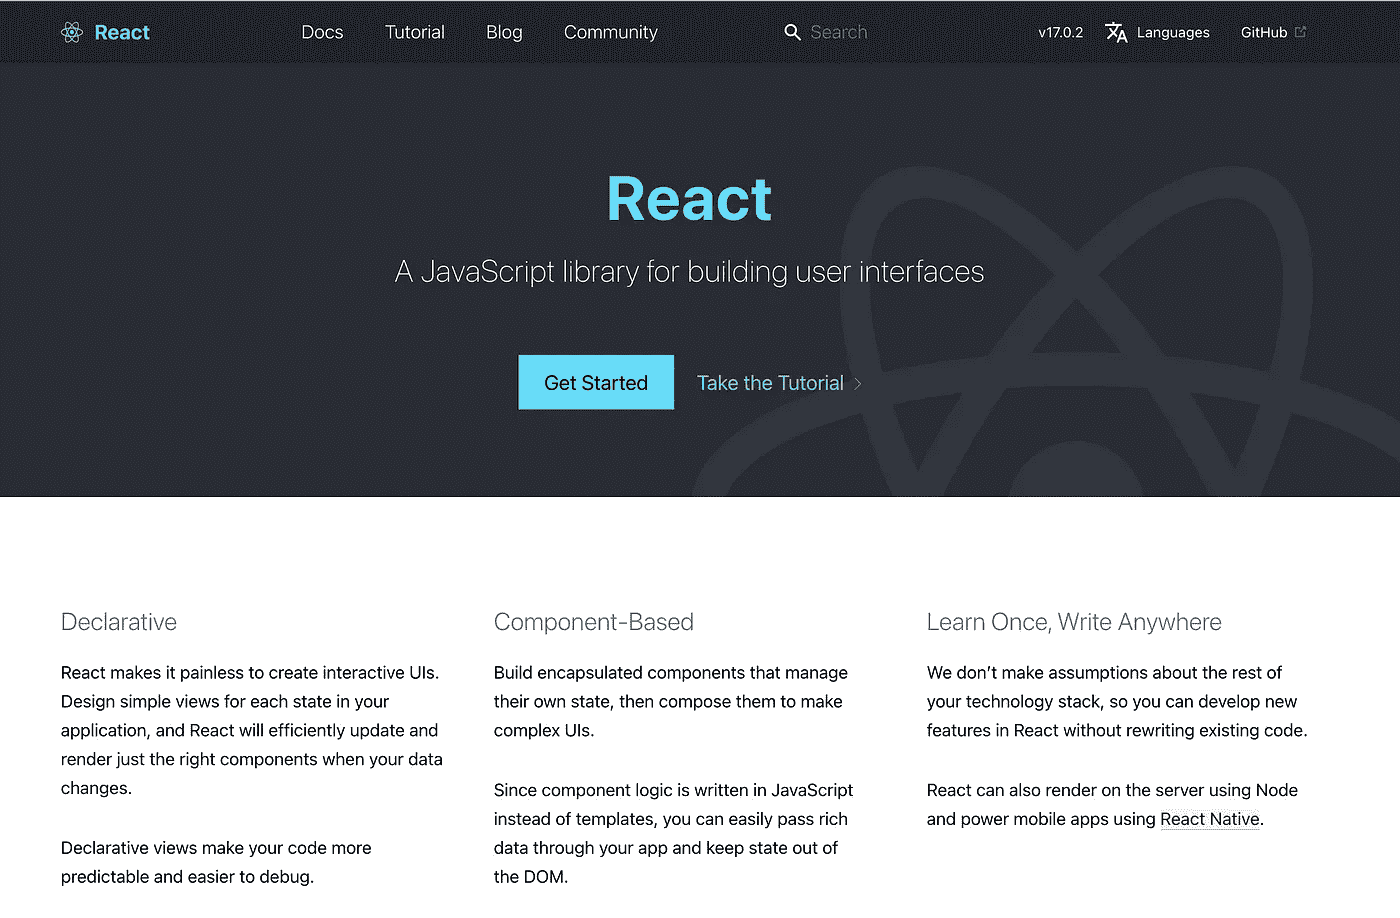 React
Docs
Tutorial
Blog
Community
Search
v17.0.2
Languages
GitHub
React
A JavaScript library for building user interfaces
Get Started
Take the Tutorial
Declarative
React makes it painless to create interactive UIs.
Design simple views for each state in your
application, and React will efficiently update and
render just the right components when your data
changes.
Declarative views make your code more
predictable and easier to debug.
Component-Based
Build encapsulated components that manage
their own state, then compose them to make
complex UIs.
Since component logic is written in JavaScript
instead of templates, you can easily pass rich
data through your app and keep state out of
the DOM.
Learn Once, Write Anywhere
We don’t make assumptions about the rest of
your technology stack, so you can develop new
features in React without rewriting existing code.
React can also render on the server using Node
and power mobile apps using React Native.